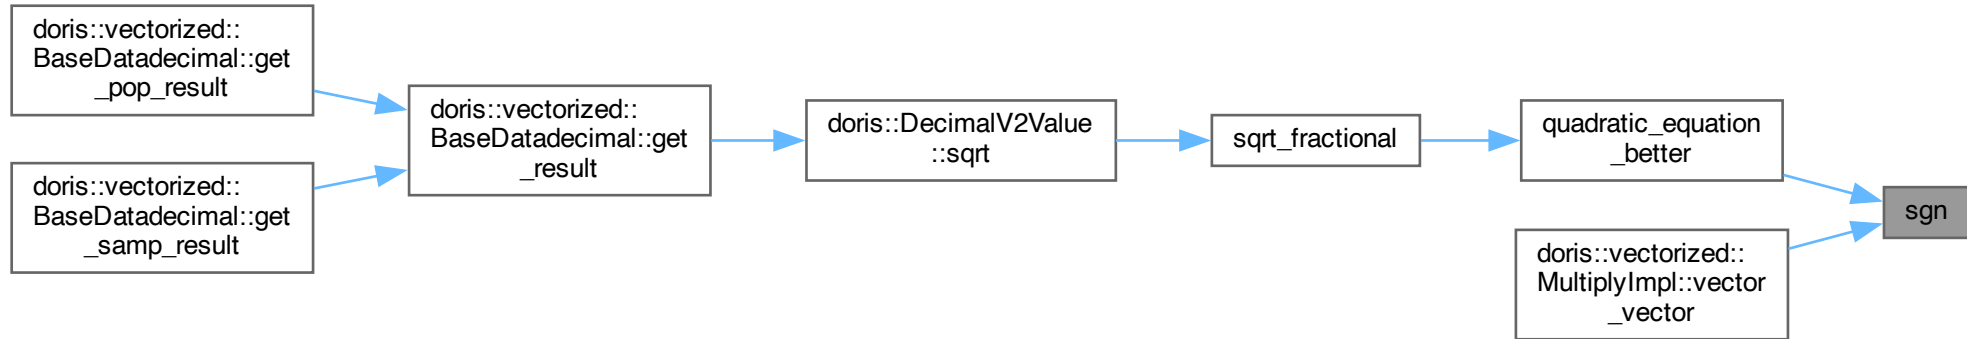 doris::vectorized::
BaseDatadecimal::get
_pop_result
doris::vectorized::
BaseDatadecimal::get
_samp_result
doris::vectorized::
BaseDatadecimal::get
_result
doris::DecimalV2Value
::sqrt
sqrt_fractional
quadratic_equation
_better
doris::vectorized::
MultiplyImpl::vector
_vector
sgn